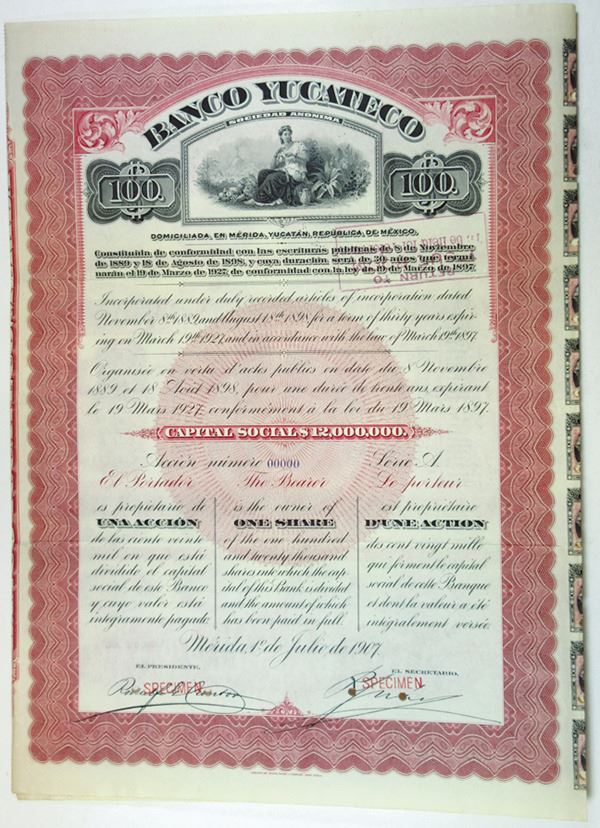 BANCO YUCATECO
SOCIEDAD ANONIMA
100.
100.
DOMICILIADA, EN MÉRIDA, YUCATÁN, REPÚBLICA DE MÉXICO.
Constituida de conformidad con las escrituras públicas de 8 de Noviembre
de 1889 y 18 de Agosto de 1898, y cuya duración será de 30 años que termi-
narán el 19 de Marzo de 1927, de conformidad con la ley de 19 de Marzo de 1897.
RETURN TO
Incorporated under duly recorded articles of incorporation dated
November 8th 1889 and August 18th 1898 for a term of thirty years expir-
ing on March 19th 1927, and in accordance with the law of March 19th 1897.
Organisée en vertu d'actes publics en date du 8 Novembre
1889 et 18 Août 1898, pour une durée de trente ans, expirant
le 19 Mars 1927, conformément à la loi du 19 Mars 1897.
CAPITAL SOCIAL $12,000,000.
Acción número 00000 Série A.
El Portador The Bearer Le porteur
es propietario de
UNA ACCIÓN
de las ciento veinte
mil en que está
dividido el capital
social de este Banco
y cuyo valor está
íntegramente pagado.
is the owner of
ONE SHARE
of the one hundred
and twenty thousand
shares into which the cap-
ital of this Bank is divided
and the amount of which
has been paid in full.
est propriétaire
D'UNE ACTION
des cent vingt mille
qui forment le capital
social de cette Banque
et dont la valeur a été
intégralement versée.
Mérida, 1º de Julio de 1907.
EL PRESIDENTE,
EL SECRETARIO,
SPECIMEN
SPECIMEN